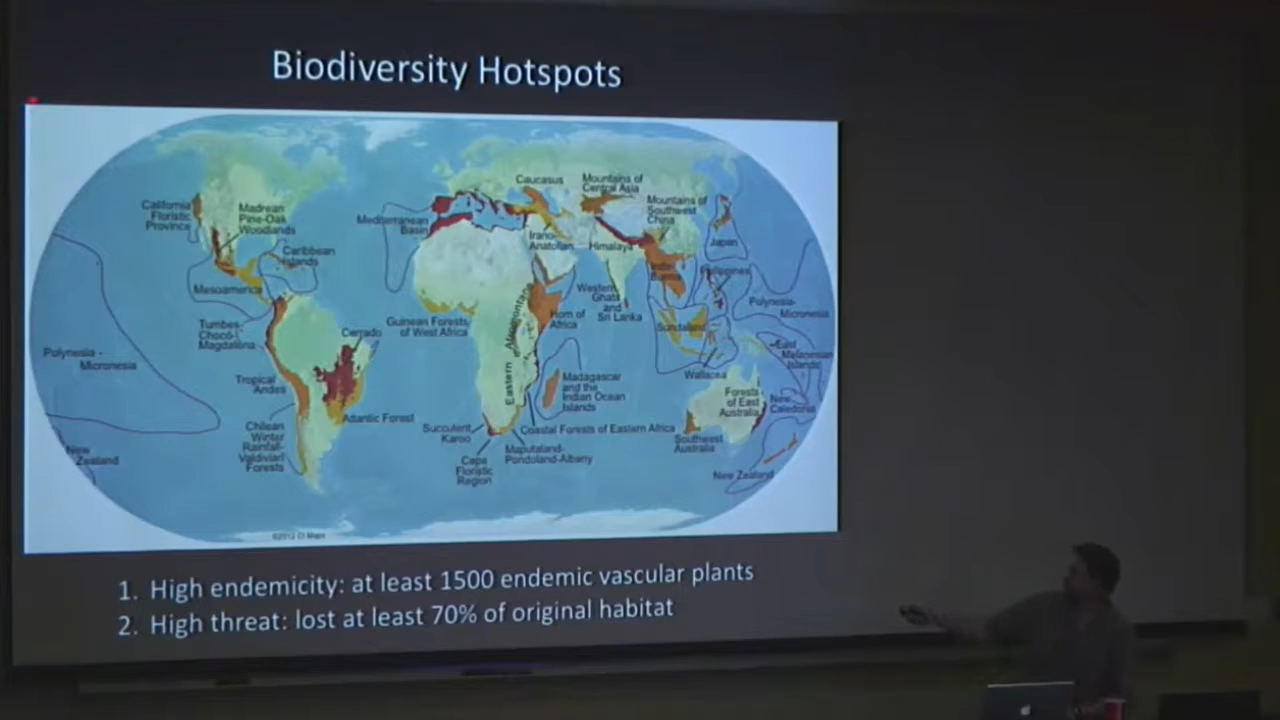 Biodiversity Hotspots
California
Floristic
Province
Madrean
Pine-Oak
Woodlands
Caribbean
Islands
Mesoamerica
Tumbes-
Chocó-
Magdalena
Polynesia -
Micronesia
Tropical
Andes
Chilean
Winter
Rainfall-
Valdivian
Forests
New
Zealand
Cerrado
Atlantic Forest
Mediterranean
Basin
Guinean Forests
of West Africa
Caucasus
Irano-
Anatolian
Mountains of
Central Asia
Mountains of
Southwest
China
Himalaya
Japan
Indo-
Burma
Philippines
Western
Ghats
and
Sri Lanka
Horn of
Africa
Eastern Afromontane
Madagascar
and the
Indian Ocean
Islands
Coastal Forests of Eastern Africa
Succulent
Karoo
Cape
Floristic
Region
Maputaland-
Pondoland-Albany
Sundaland
Wallacea
Polynesia-
Micronesia
East
Melanesian
Islands
Forests
of East
Australia
New
Caledonia
Southwest
Australia
New Zealand
1. High endemicity: at least 1500 endemic vascular plants
2. High threat: lost at least 70% of original habitat